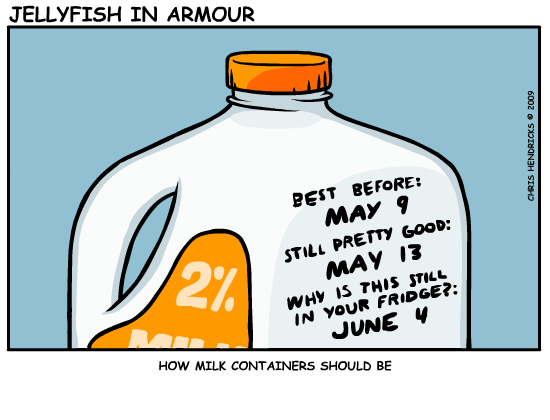 JELLYFISH IN ARMOUR
CHRIS HENDRICKS © 2009
BEST BEFORE:
MAY 9
STILL PRETTY GOOD:
MAY 13
WHY IS THIS STILL
IN YOUR FRIDGE?:
JUNE 4
2%
MILK
HOW MILK CONTAINERS SHOULD BE